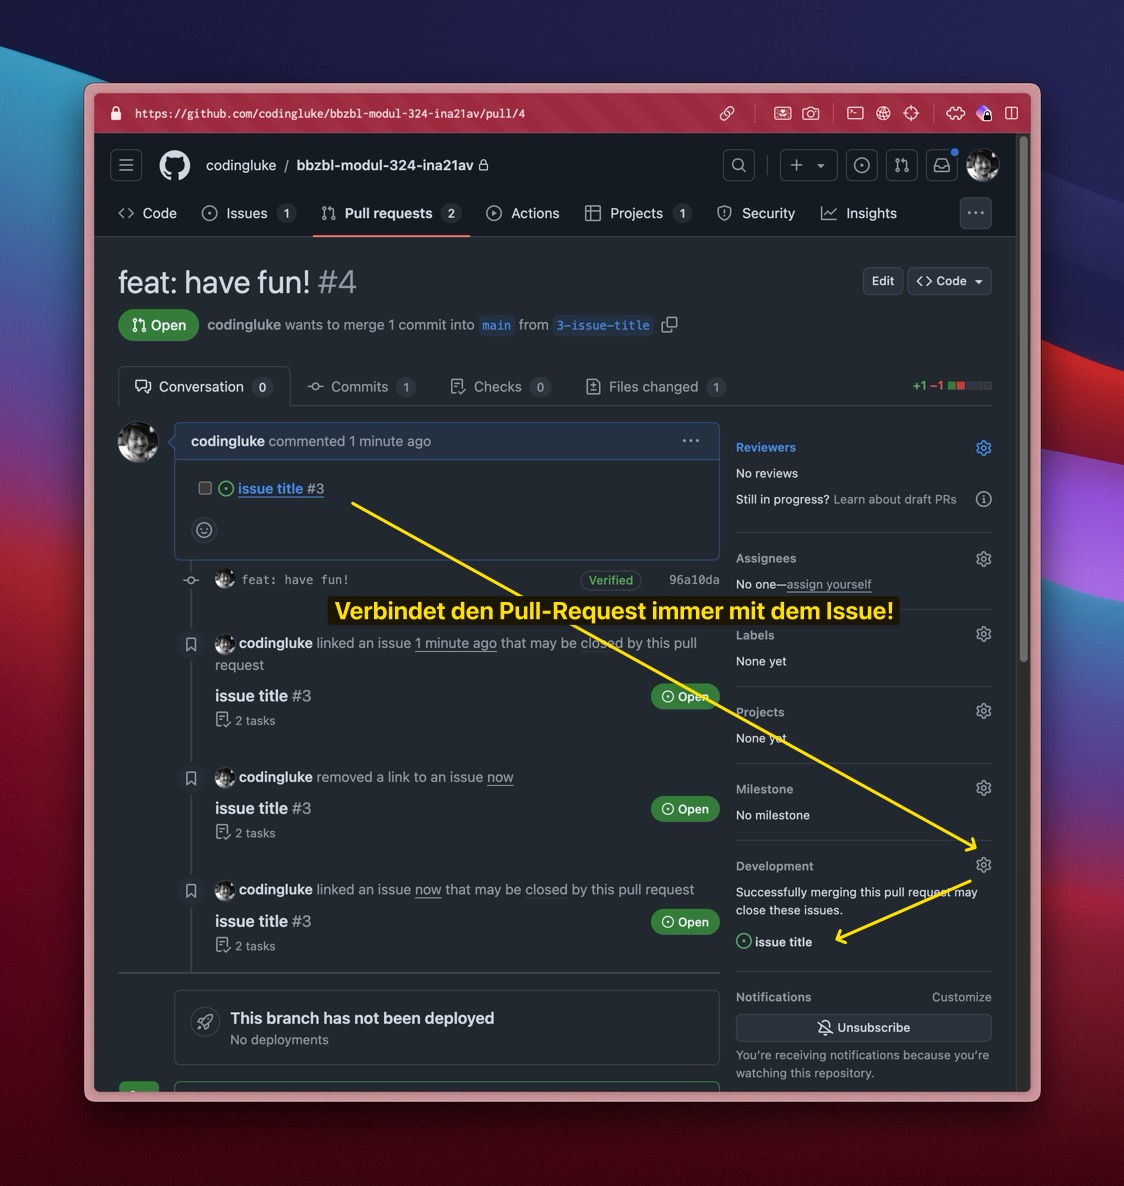 https://github.com/codingluke/bbzbl-modul-324-ina21av/pull/4
codingluke / bbzbl-modul-324-ina21av
Code
Issues 1
Pull requests 2
Actions
Projects 1
Security
Insights
feat: have fun! #4
Edit
<> Code
Open
codingluke wants to merge 1 commit into main from 3-issue-title
Conversation 0
Commits 1
Checks 0
Files changed 1
+1 −1
codingluke commented 1 minute ago
issue title #3
feat: have fun!
Verified
96a10da
Verbindet den Pull-Request immer mit dem Issue!
codingluke linked an issue 1 minute ago that may be closed by this pull
request
issue title #3
Open
2 tasks
codingluke removed a link to an issue now
issue title #3
Open
2 tasks
codingluke linked an issue now that may be closed by this pull request
issue title #3
Open
2 tasks
This branch has not been deployed
No deployments
Reviewers
No reviews
Still in progress? Learn about draft PRs
Assignees
No one—assign yourself
Labels
None yet
Projects
None yet
Milestone
No milestone
Development
Successfully merging this pull request may
close these issues.
issue title
Notifications
Customize
Unsubscribe
You're receiving notifications because you're
watching this repository.